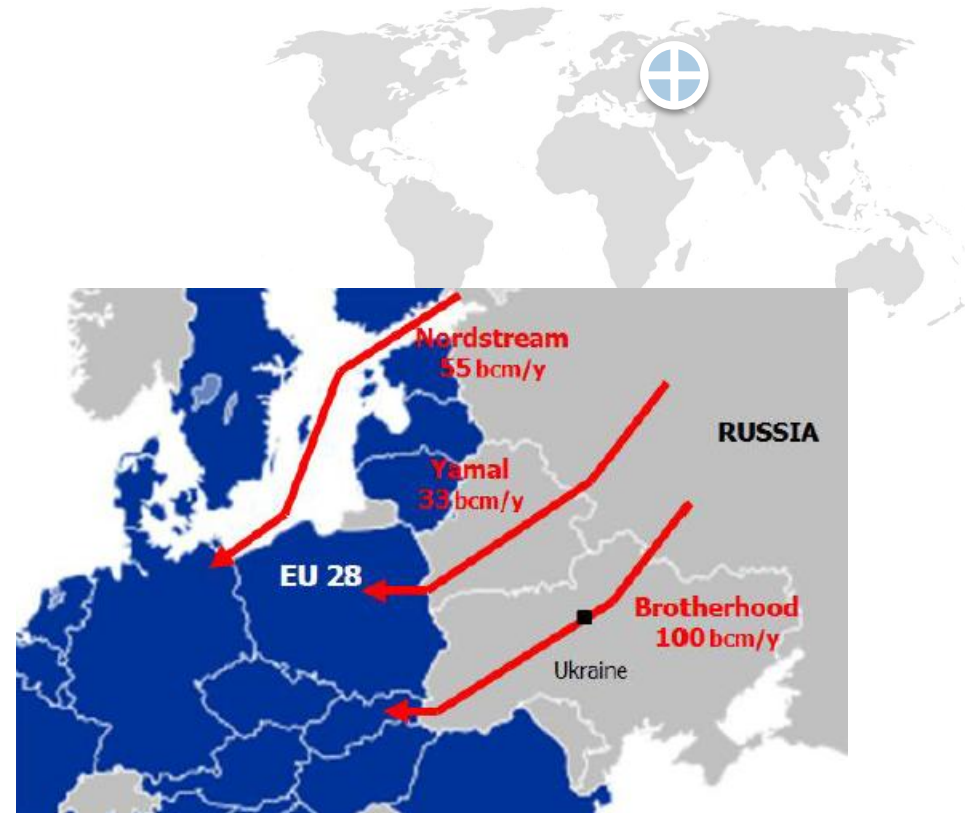 Nordstream
55 bcm/y
RUSSIA
Yamal
33 bcm/y
EU 28
Brotherhood
100 bcm/y
Ukraine